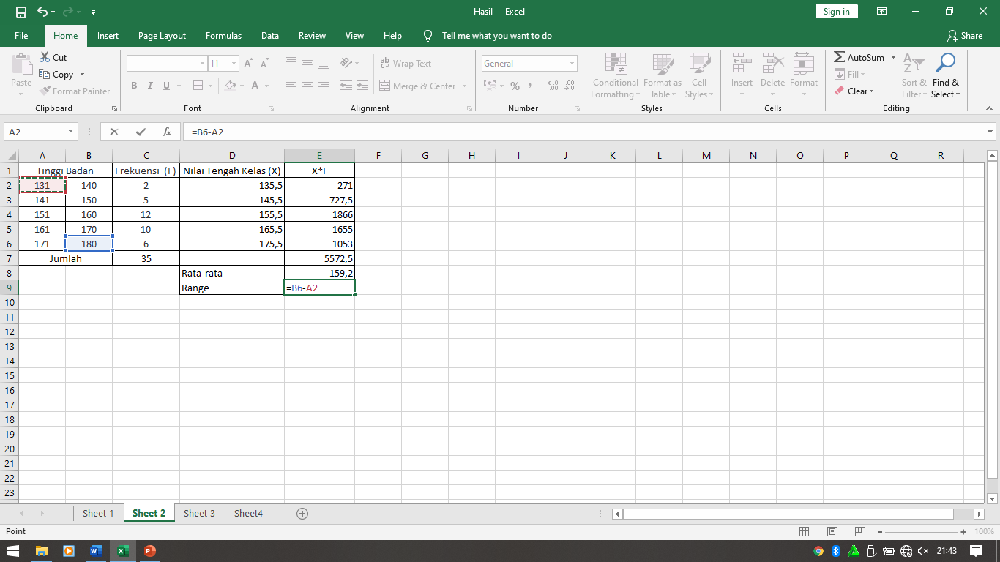 Hasil - Excel
Sign in
File Home Insert Page Layout Formulas Data Review View Help Tell me what you want to do Share
Paste
Cut
Copy
Format Painter
Clipboard
11
B I U
A A A
Font
ab Wrap Text
Merge & Center
Alignment
General
% , ,00 ,0
Number
Conditional Formatting
Format as Table
Cell Styles
Styles
Insert Delete Format
Cells
AutoSum
Fill
Clear
Sort & Filter
Find & Select
Editing
A2 fx =B6-A2
A B C D E F G H I J K L M N O P Q R
1 Tinggi Badan Frekuensi (F) Nilai Tengah Kelas (X) X*F
2 131 140 2 135,5 271
3 141 150 5 145,5 727,5
4 151 160 12 155,5 1866
5 161 170 10 165,5 1655
6 171 180 6 175,5 1053
7 Jumlah 35 5572,5
8 Rata-rata 159,2
9 Range =B6-A2
10
11
12
13
14
15
16
17
18
19
20
21
22
23
Sheet 1 Sheet 2 Sheet 3 Sheet4
Point 100%
21:43